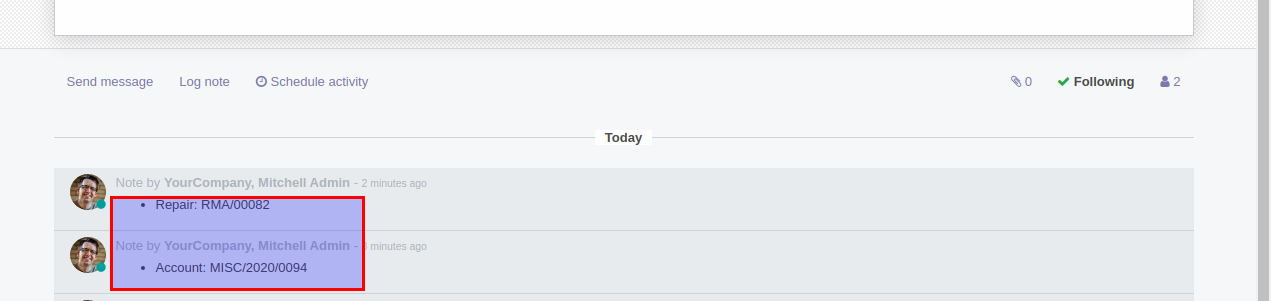 Send message Log note Schedule activity 0 Following 2
Today
Note by YourCompany, Mitchell Admin - 2 minutes ago
• Repair: RMA/00082
Note by YourCompany, Mitchell Admin - minutes ago
• Account: MISC/2020/0094